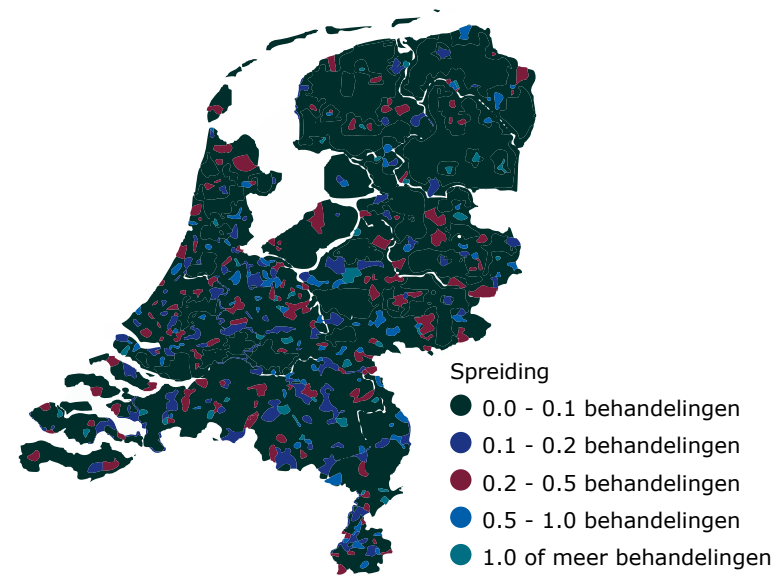 Spreiding
0.0 - 0.1 behandelingen
0.1 - 0.2 behandelingen
0.2 - 0.5 behandelingen
0.5 - 1.0 behandelingen
1.0 of meer behandelingen